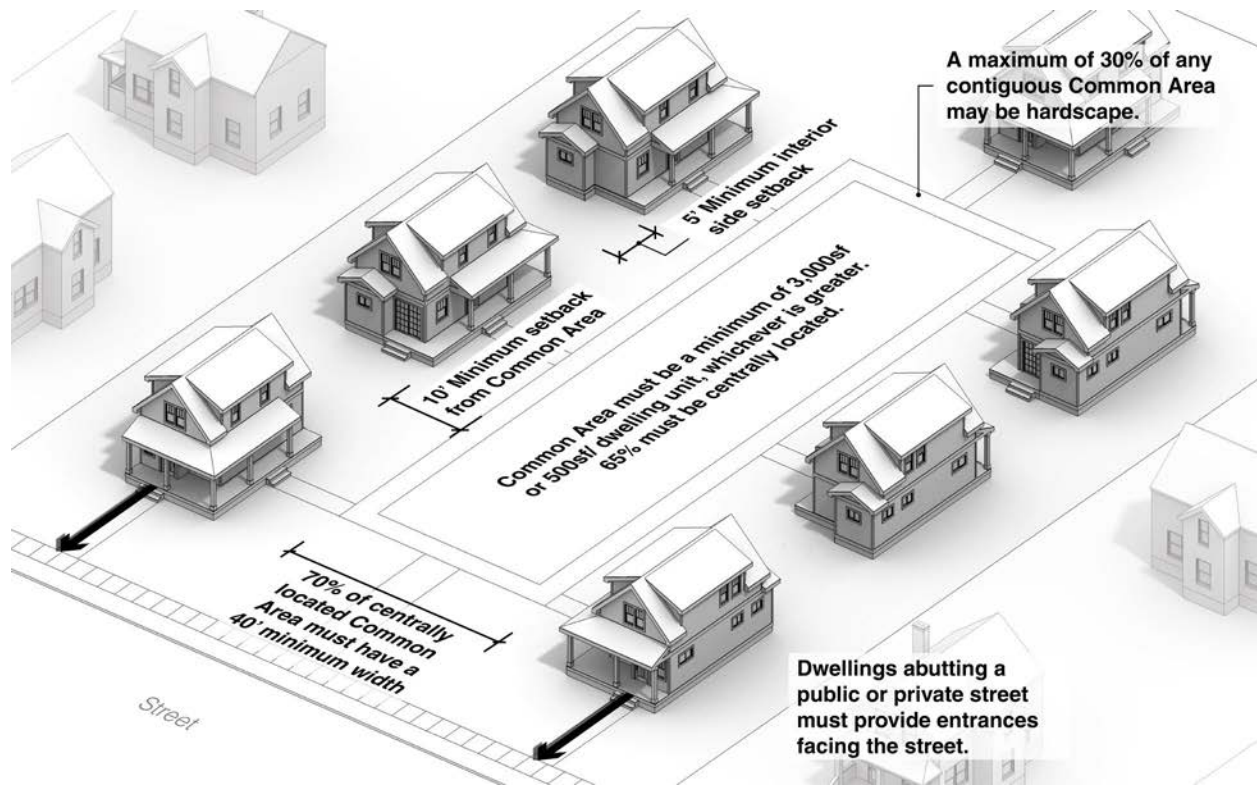 A maximum of 30% of any
contiguous Common Area
may be hardscape.
5' Minimum interior
side setback
10' Minimum setback
from Common Area
Common Area must be a minimum of 3,000sf
or 500sf/ dwelling unit, whichever is greater.
65% must be centrally located.
70% of centrally
located Common
Area must have a
40' minimum width
Street
Dwellings abutting a
public or private street
must provide entrances
facing the street.